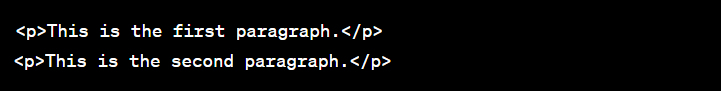 <p>This is the first paragraph.</p>
<p>This is the second paragraph.</p>